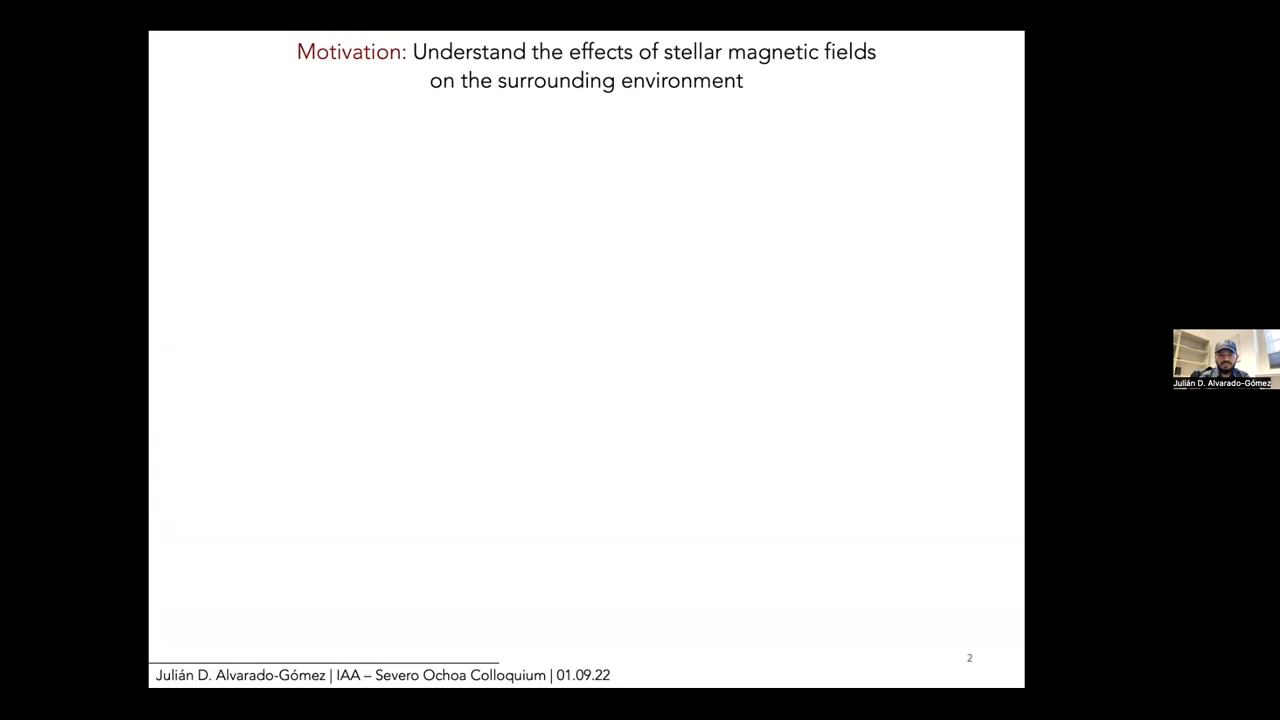 Motivation: Understand the effects of stellar magnetic fields
on the surrounding environment
Julián D. Alvarado-Gómez
2
Julián D. Alvarado-Gómez | IAA – Severo Ochoa Colloquium | 01.09.22